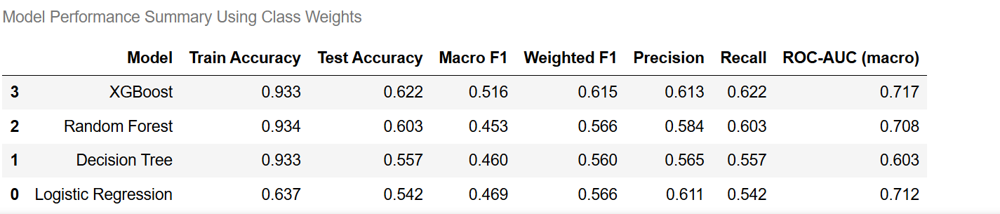 Model Performance Summary Using Class Weights
Model Train Accuracy Test Accuracy Macro F1 Weighted F1 Precision Recall ROC-AUC (macro)
3 XGBoost 0.933 0.622 0.516 0.615 0.613 0.622 0.717
2 Random Forest 0.934 0.603 0.453 0.566 0.584 0.603 0.708
1 Decision Tree 0.933 0.557 0.460 0.560 0.565 0.557 0.603
0 Logistic Regression 0.637 0.542 0.469 0.566 0.611 0.542 0.712